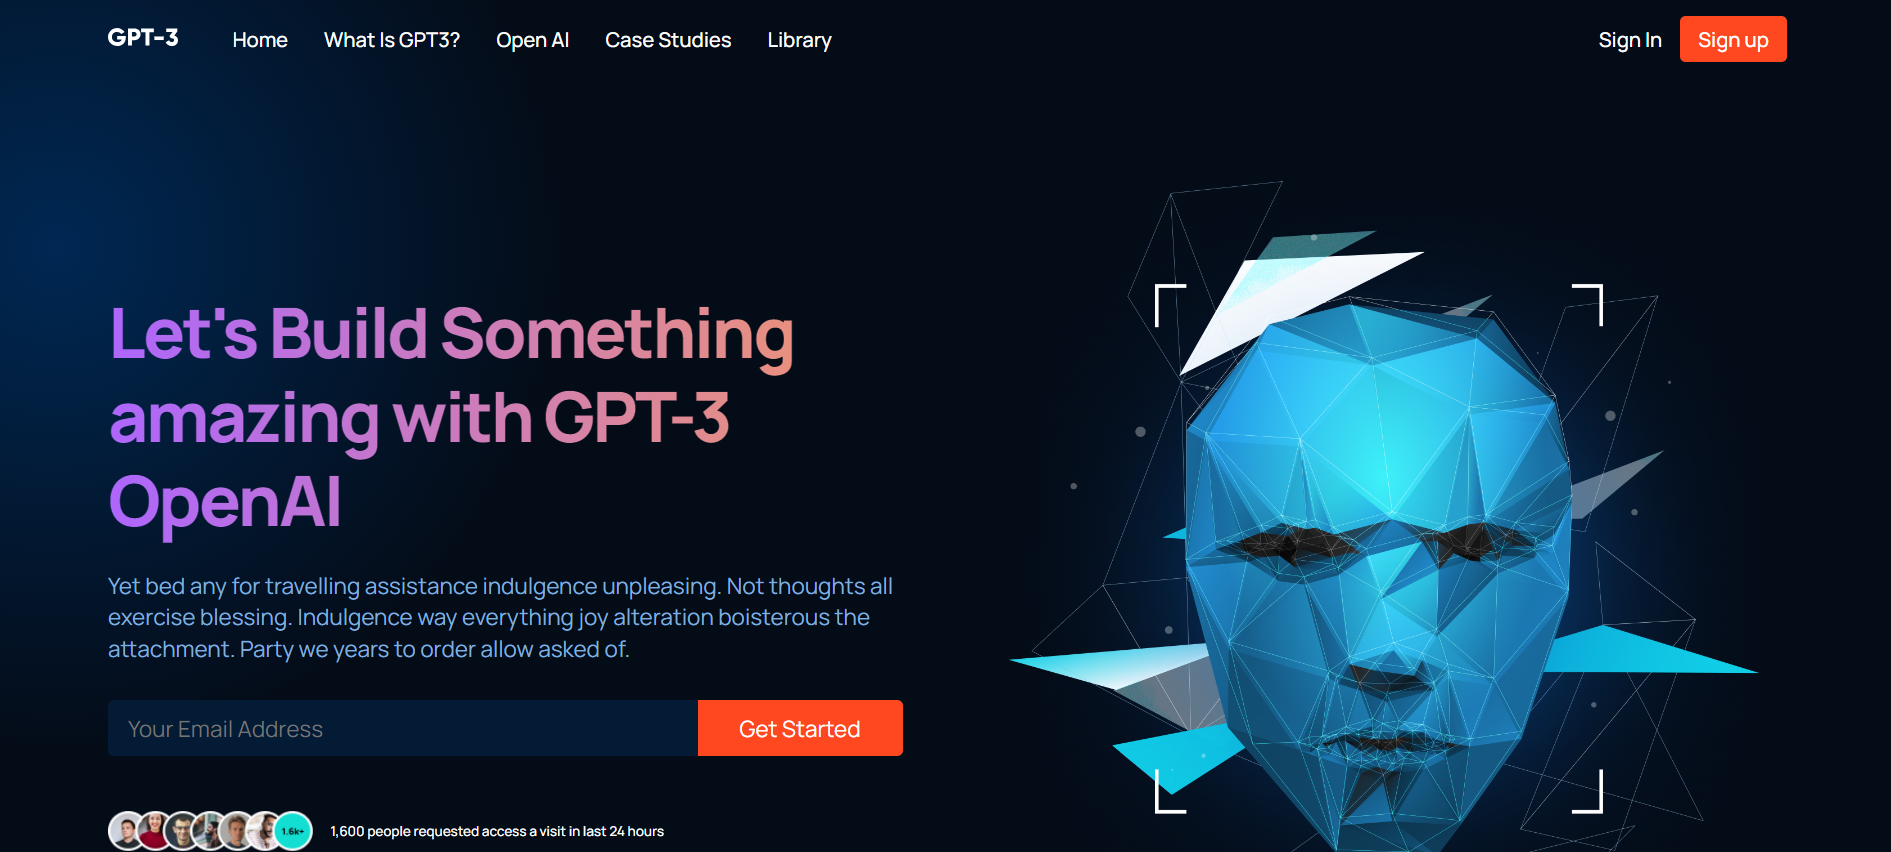 GPT-3
Home
What Is GPT3?
Open AI
Case Studies
Library
Sign In
Sign up
Let's Build Something
amazing with GPT-3
OpenAI
Yet bed any for travelling assistance indulgence unpleasing. Not thoughts all
exercise blessing. Indulgence way everything joy alteration boisterous the
attachment. Party we years to order allow asked of.
Your Email Address
Get Started
1.6k+
1,600 people requested access a visit in last 24 hours